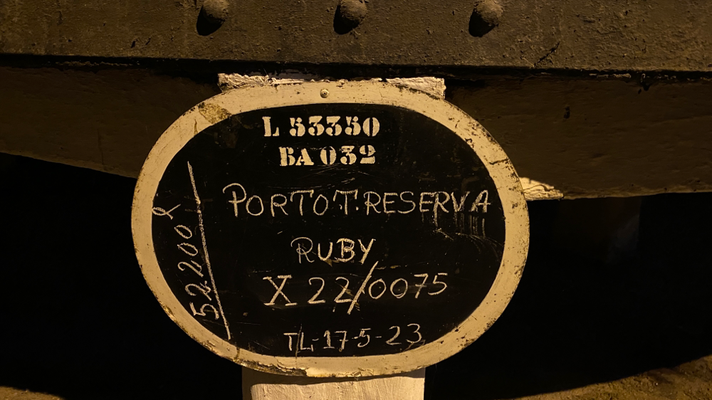 L 53350
BA 032
PORTO T. RESERVA
RUBY
X 22/0075
TL-17-5-23
52200 l